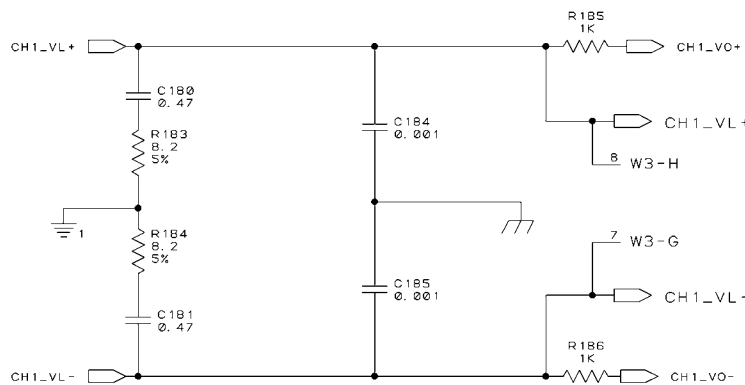 R185
1K
CH1_VL+
CH1_VO+
C180
0.47
C184
0.001
CH1_VL+
R183
8.2
5%
8 W3-H
1
R184
8.2
5%
7 W3-G
C185
0.001
CH1_VL-
C181
0.47
R186
1K
CH1_VL-
CH1_VO-